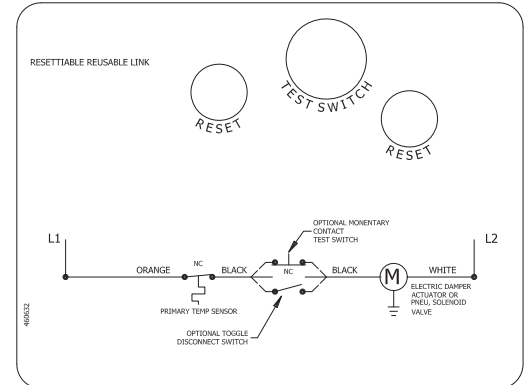 RESETTIABLE REUSABLE LINK
TEST SWITCH
RESET
RESET
OPTIONAL MONENTARY
CONTACT
TEST SWITCH
L1
L2
NC
ORANGE
BLACK
NC
BLACK
M
WHITE
PRIMARY TEMP SENSOR
ELECTRIC DAMPER
ACTUATOR OR
PNEU, SOLENOID
VALVE
OPTIONAL TOGGLE
DISCONNECT SWITCH
460632